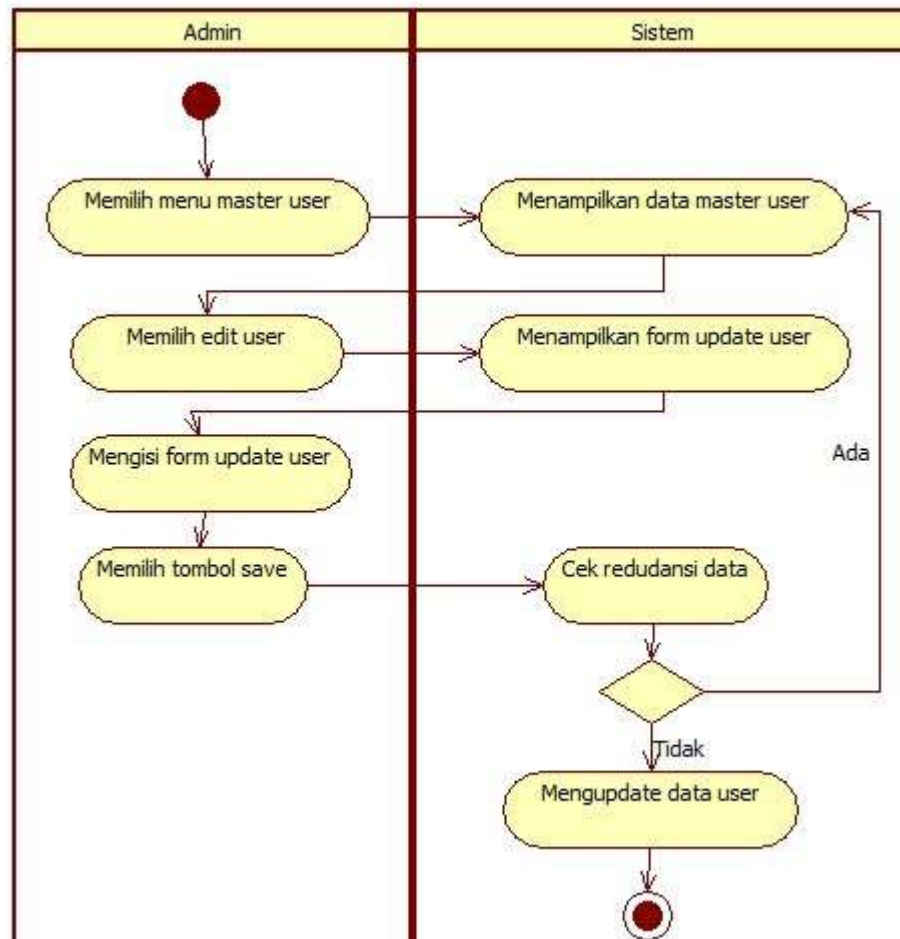 Admin
Sistem
Memilih menu master user
Menampilkan data master user
Memilih edit user
Menampilkan form update user
Mengisi form update user
Ada
Memilih tombol save
Cek redudansi data
Tidak
Mengupdate data user